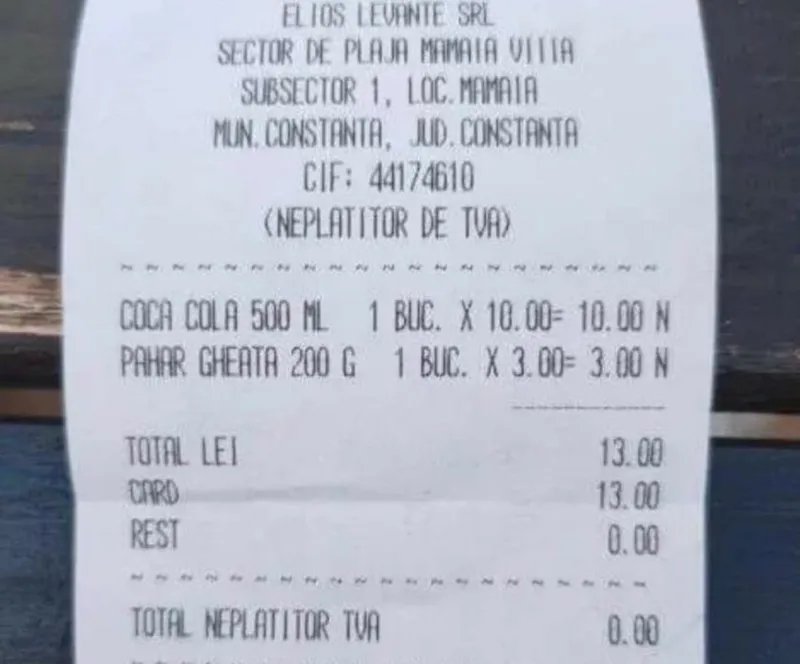 ELIOS LEVANTE SRL
SECTOR DE PLAJA MAMAIA VIIIA
SUBSECTOR 1, LOC.MAMAIA
MUN.CONSTANTA, JUD.CONSTANTA
CIF: 44174610
(NEPLATITOR DE TVA)
~ ~ ~ ~ ~ ~ ~ ~ ~ ~ ~ ~ ~ ~ ~ ~ ~ ~ ~ ~ ~
COCA COLA 500 ML 1 BUC. X 10.00= 10.00 N
PAHAR GHEATA 200 G 1 BUC. X 3.00= 3.00 N
------------
TOTAL LEI 13.00
CARD 13.00
REST 0.00
~ ~ ~ ~ ~ ~ ~ ~ ~ ~ ~ ~ ~ ~ ~ ~ ~ ~ ~ ~ ~
TOTAL NEPLATITOR TVA 0.00